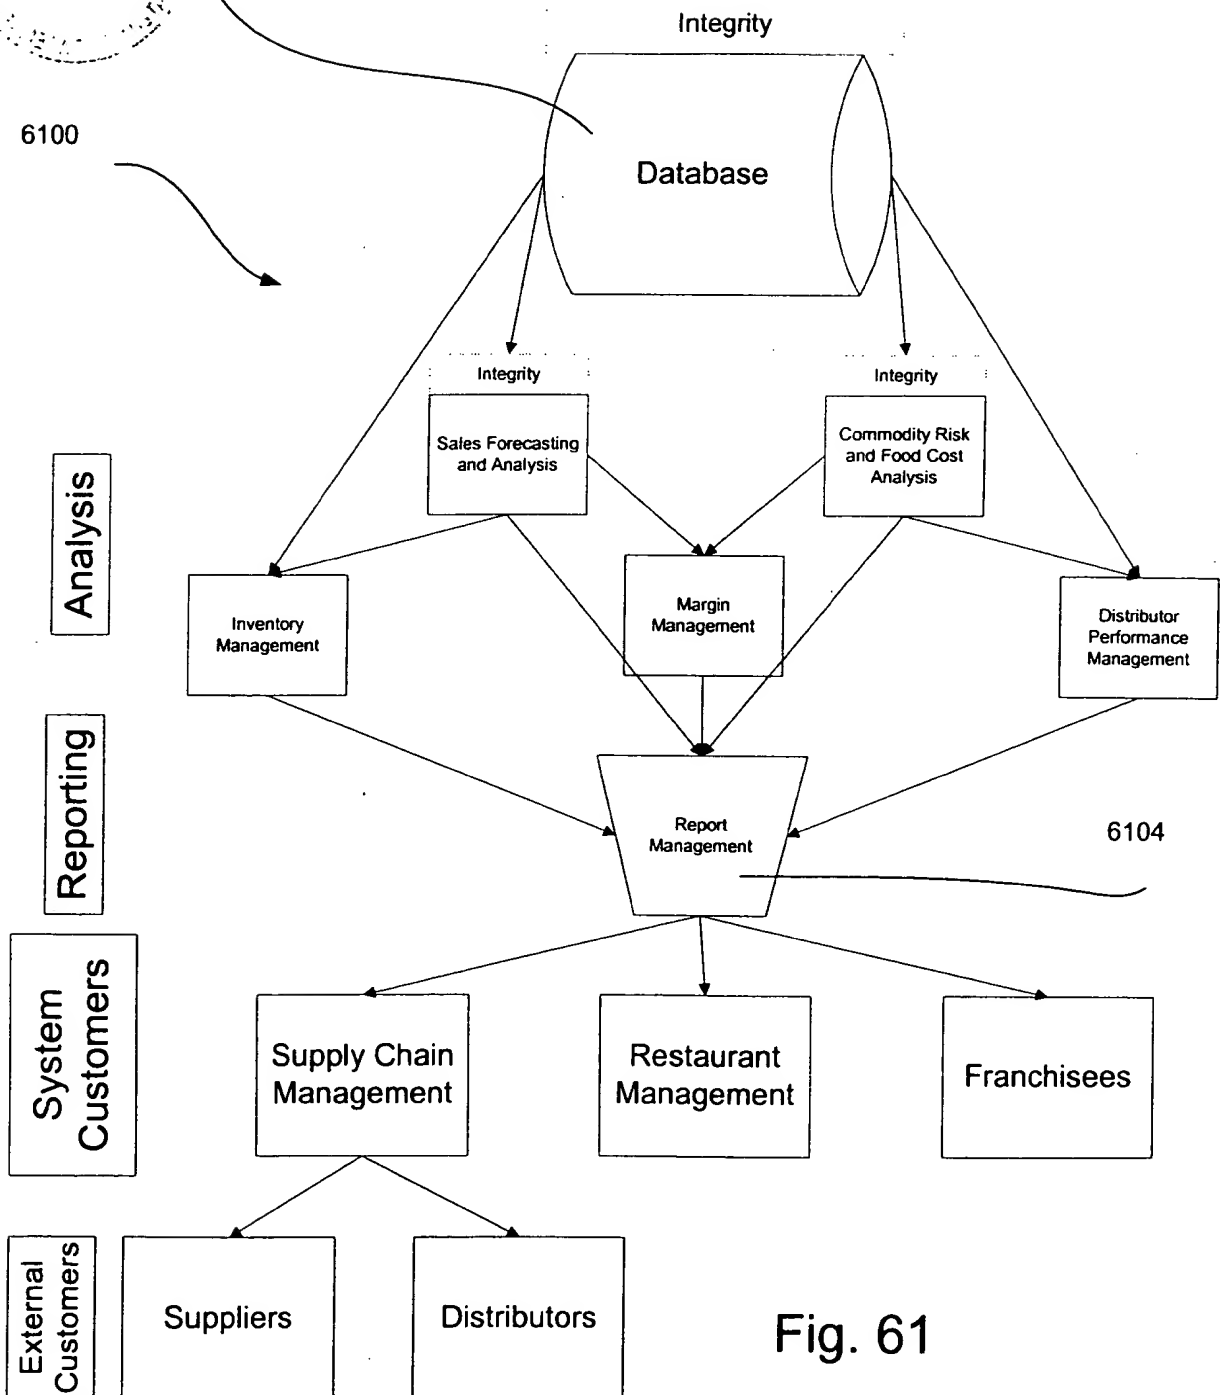 Integrity
6100
Database
Integrity
Integrity
Sales Forecasting
and Analysis
Commodity Risk
and Food Cost
Analysis
Analysis
Inventory
Management
Margin
Management
Distributor
Performance
Management
Reporting
Report
Management
6104
System
Customers
Supply Chain
Management
Restaurant
Management
Franchisees
External
Customers
Suppliers
Distributors
Fig. 61